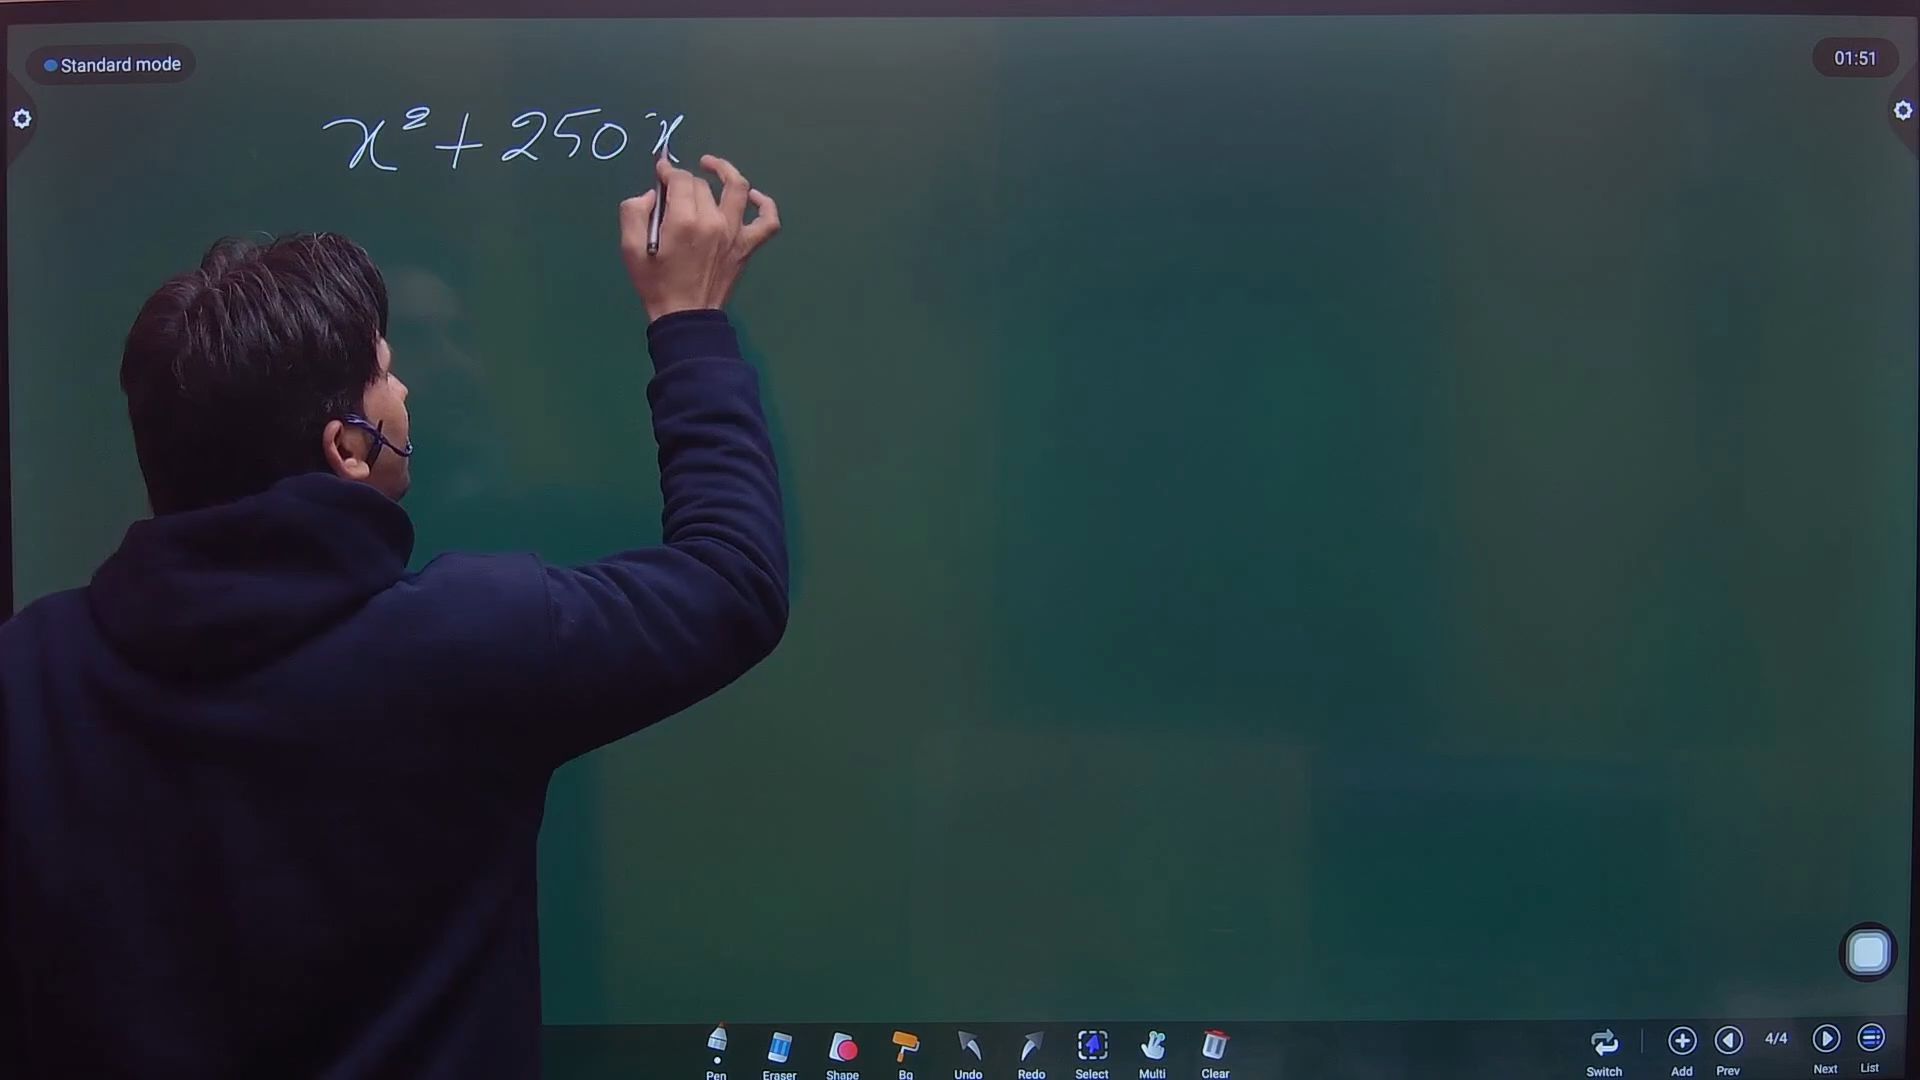 Standard mode
01:51
x² + 250x
Pen Eraser Shape Bg Undo Redo Select Multi Clear Switch Add Prev 4/4 Next List